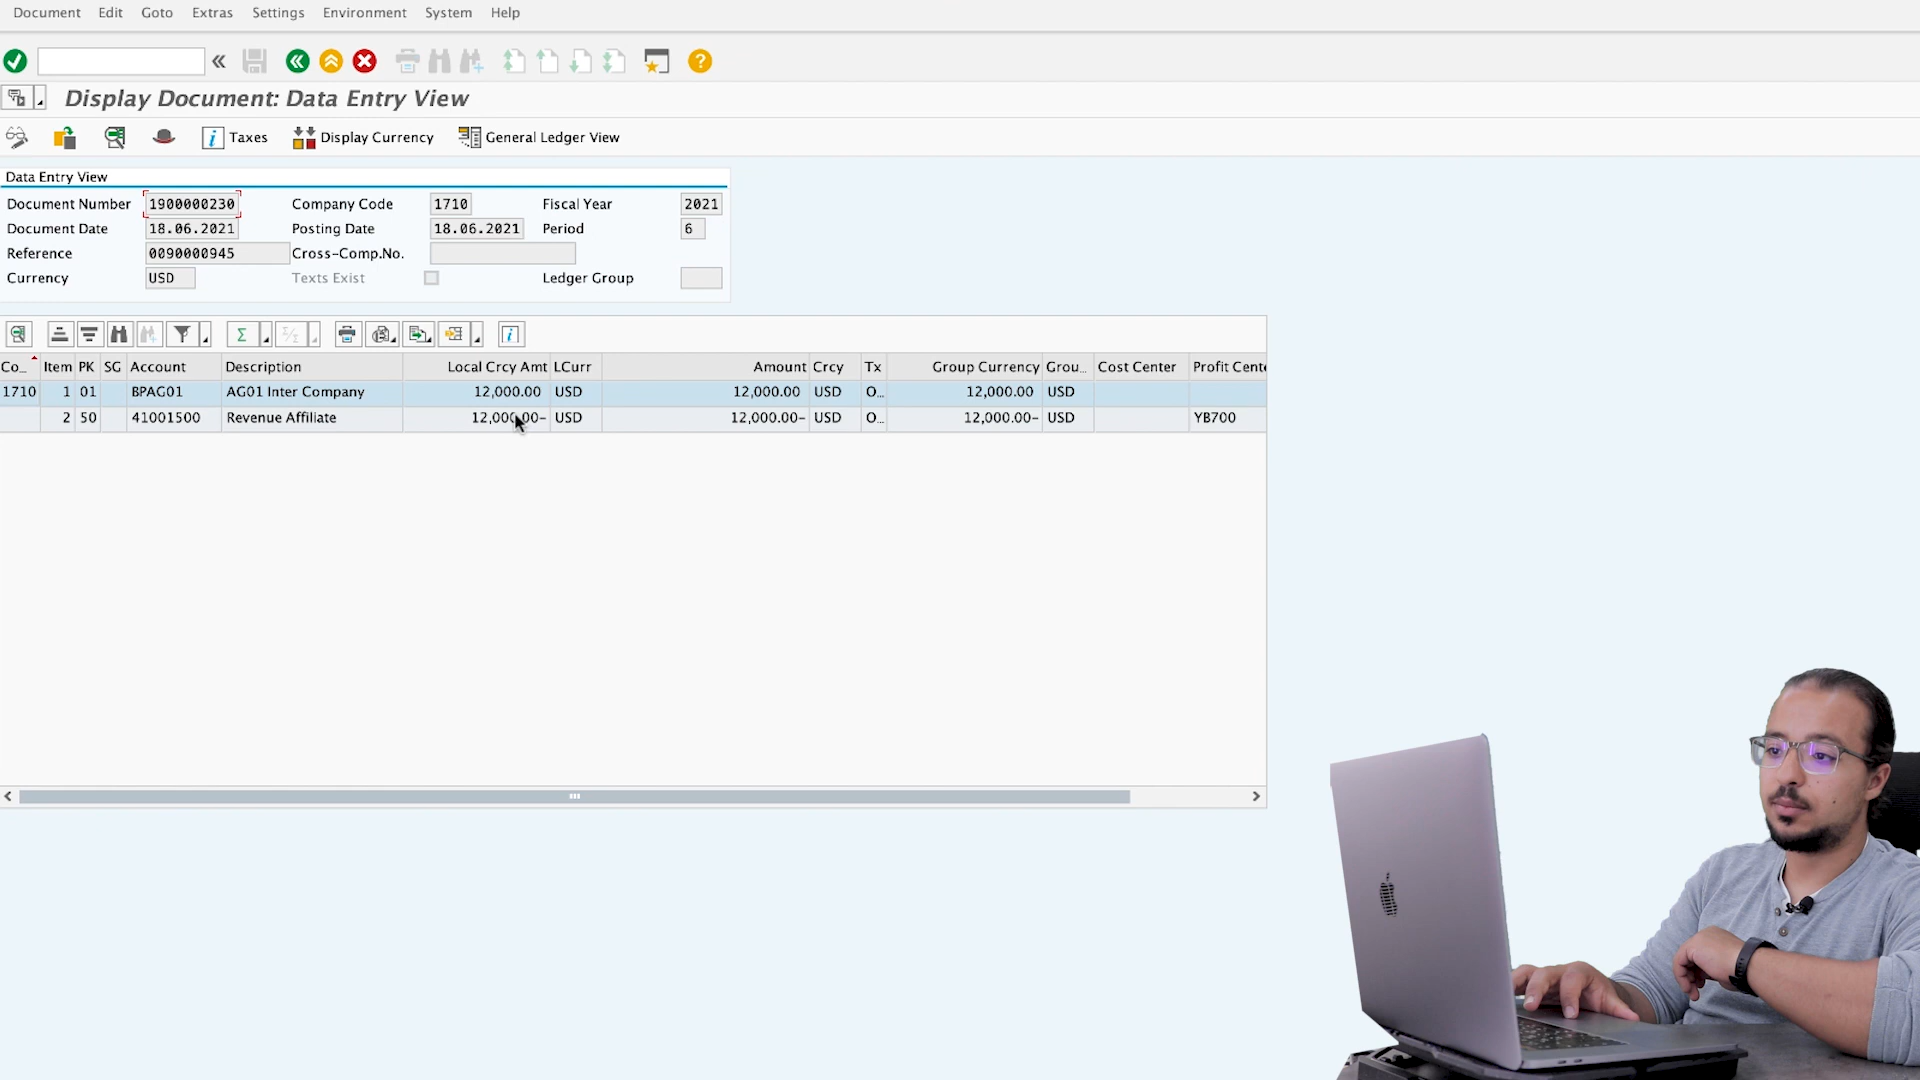 Document Edit Goto Extras Settings Environment System Help
Display Document: Data Entry View
Taxes Display Currency General Ledger View
Data Entry View
Document Number 1900000230 Company Code 1710 Fiscal Year 2021
Document Date 18.06.2021 Posting Date 18.06.2021 Period 6
Reference 0090000945 Cross-Comp.No.
Currency USD Texts Exist Ledger Group
Co... Item PK SG Account Description Local Crcy Amt LCurr Amount Crcy Tx Group Currency Grou... Cost Center Profit Cente
1710 1 01 BPAG01 AG01 Inter Company 12,000.00 USD 12,000.00 USD O... 12,000.00 USD
2 50 41001500 Revenue Affiliate 12,000.00- USD 12,000.00- USD O... 12,000.00- USD YB700